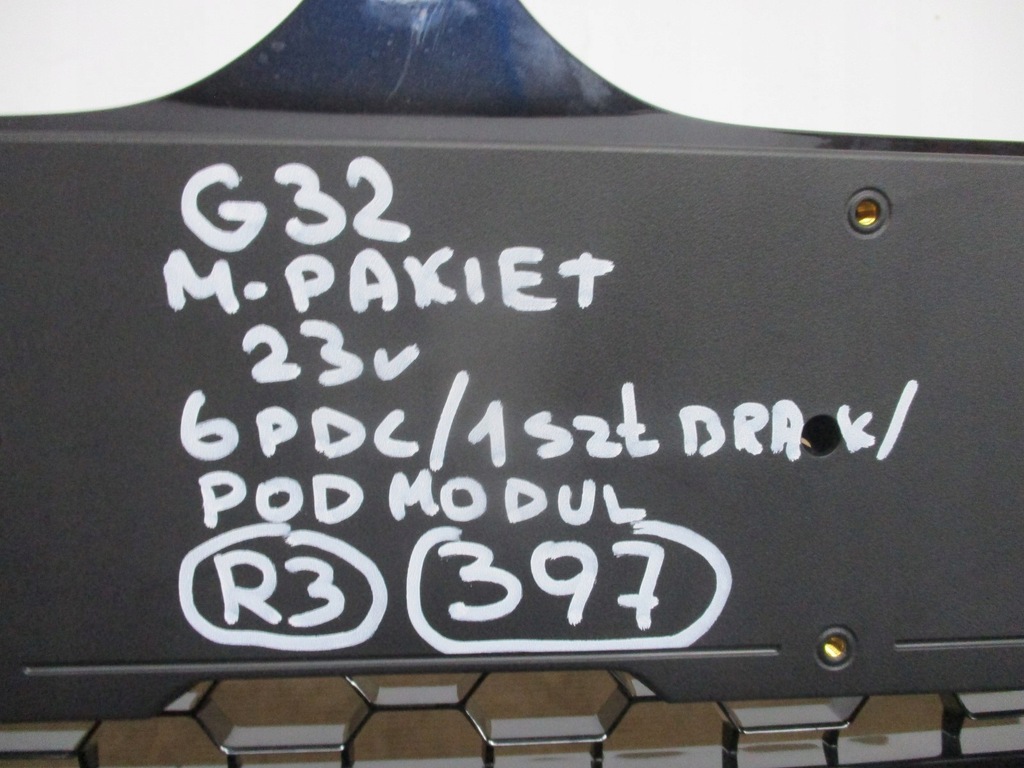 G32
M-PAKIET
23v
6PDC/1szt BRAK/
POD MODUL
R3 397